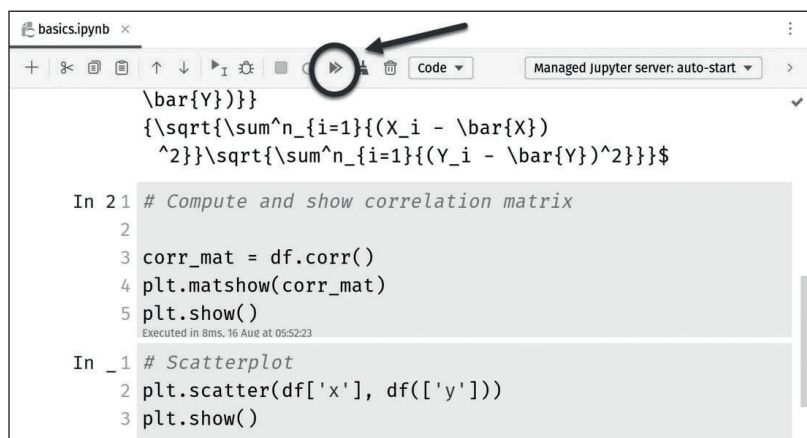 basics.ipynb
Code
Managed Jupyter server: auto-start
\bar{Y})}}
{\sqrt{\sum^n_{i=1}{(X_i - \bar{X})
^2}}\sqrt{\sum^n_{i=1}{(Y_i - \bar{Y})^2}}}$
In 2 1 # Compute and show correlation matrix
2
3 corr_mat = df.corr()
4 plt.matshow(corr_mat)
5 plt.show()
Executed in 8ms, 16 Aug at 05:52:23
In _ 1 # Scatterplot
2 plt.scatter(df['x'], df(['y']))
3 plt.show()